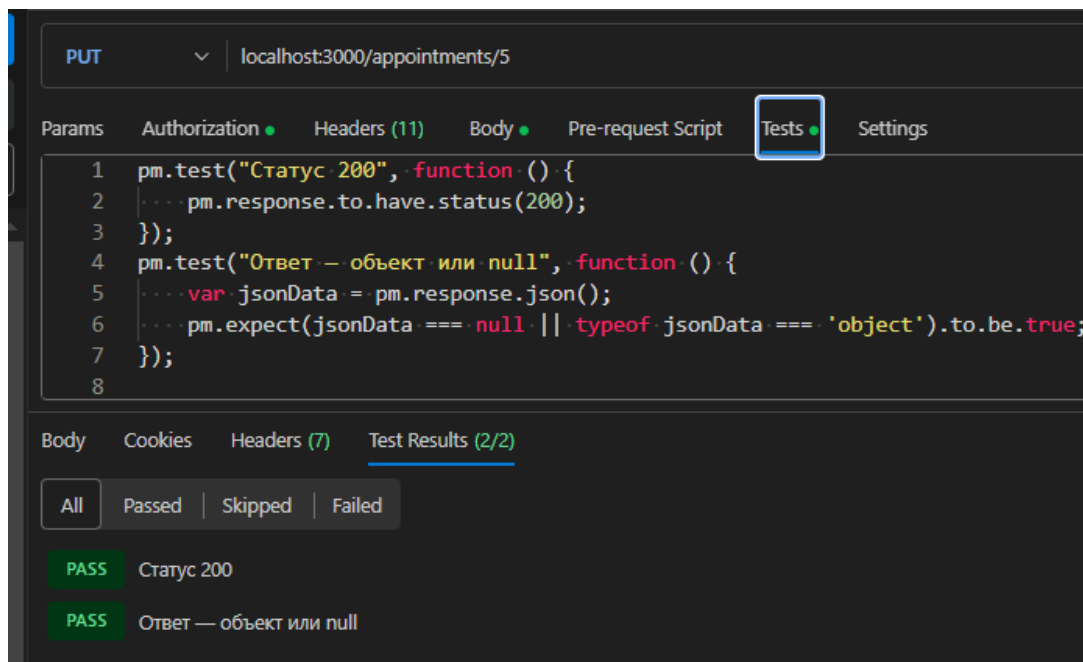 PUT localhost:3000/appointments/5
Params Authorization Headers (11) Body Pre-request Script Tests Settings
1 pm.test("Статус 200", function () {
2 pm.response.to.have.status(200);
3 });
4 pm.test("Ответ — объект или null", function () {
5 var jsonData = pm.response.json();
6 pm.expect(jsonData === null || typeof jsonData === 'object').to.be.true;
7 });
8
Body Cookies Headers (7) Test Results (2/2)
All Passed Skipped Failed
PASS Статус 200
PASS Ответ — объект или null